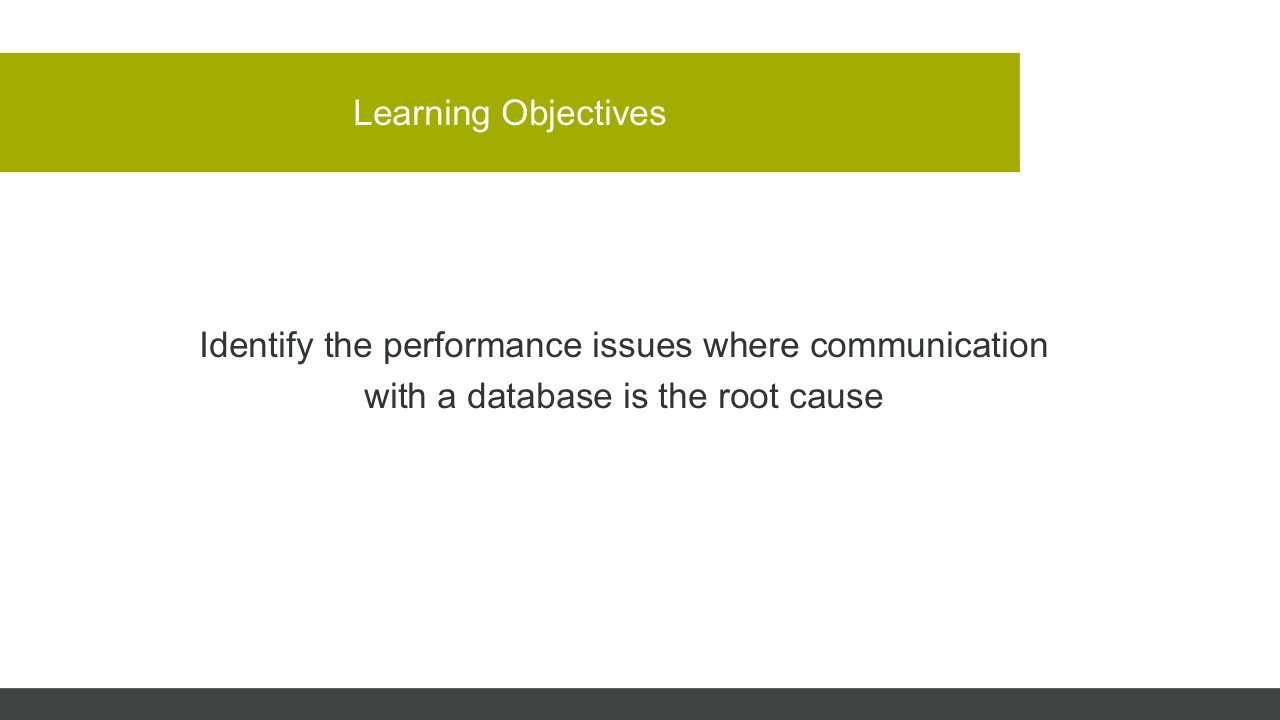 Learning Objectives
Identify the performance issues where communication
with a database is the root cause